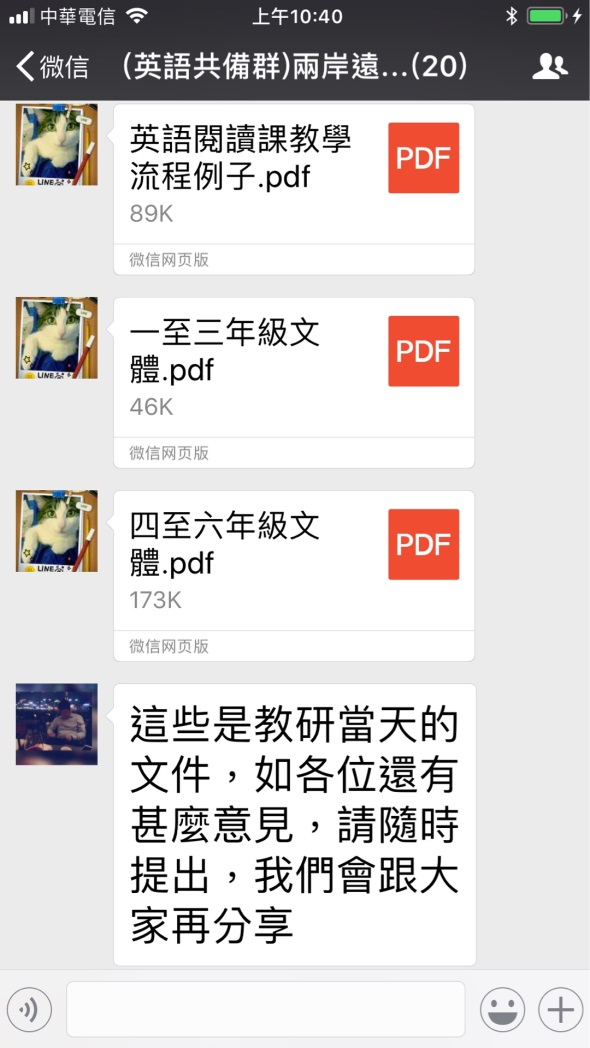 中華電信 上午10:40
微信 (英語共備群)兩岸遠...(20)
英語閱讀課教學
流程例子.pdf
PDF
89K
微信网页版
一至三年級文
體.pdf
PDF
46K
微信网页版
四至六年級文
體.pdf
PDF
173K
微信网页版
這些是教研當天的
文件，如各位還有
甚麼意見，請隨時
提出，我們會跟大
家再分享